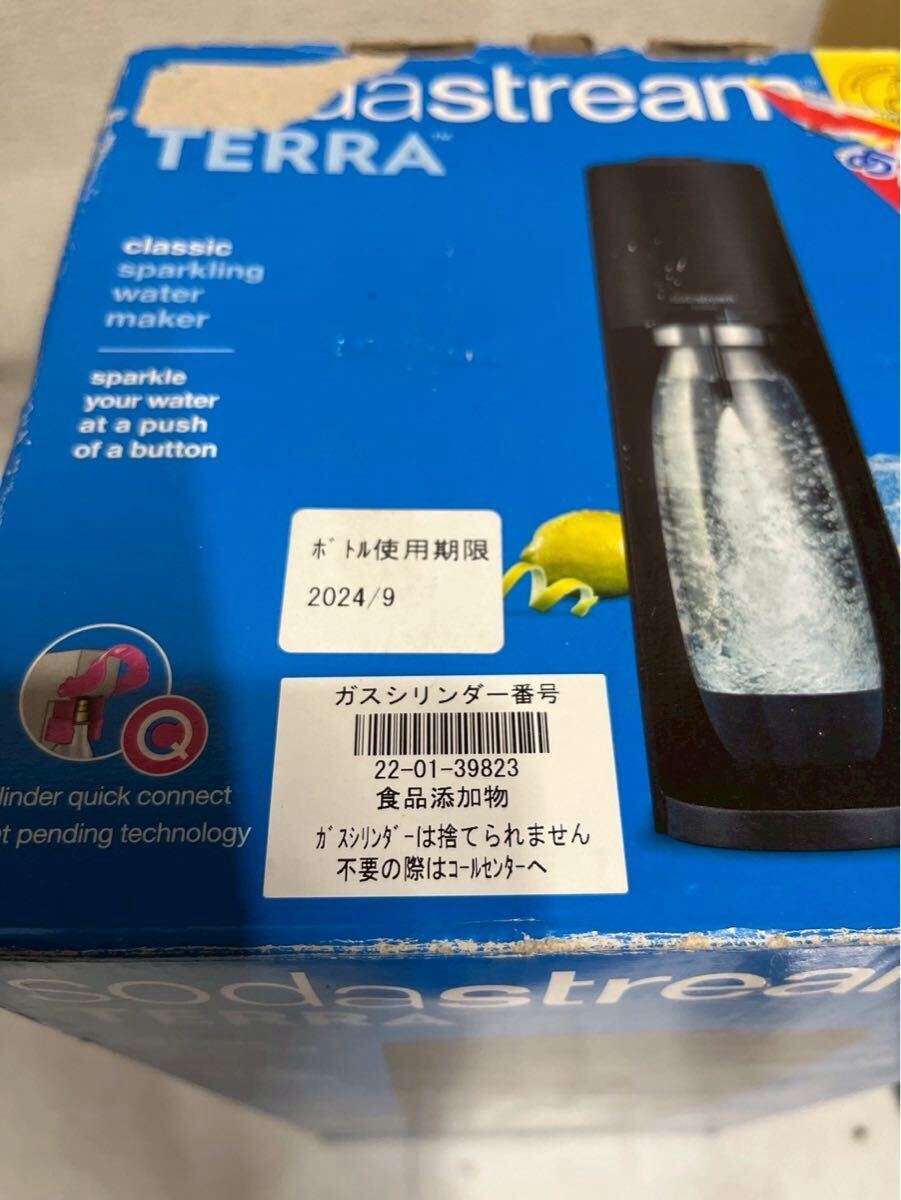 dastream
TERRA™
classic
sparkling
water
maker
sparkle
your water
at a push
of a button
ボトル使用期限
2024/9
ガスシリンダー番号
22-01-39823
食品添加物
ガスシリンダーは捨てられません
不要の際はコールセンターへ
Q
linder quick connect
t pending technology
sodastream
TERRA